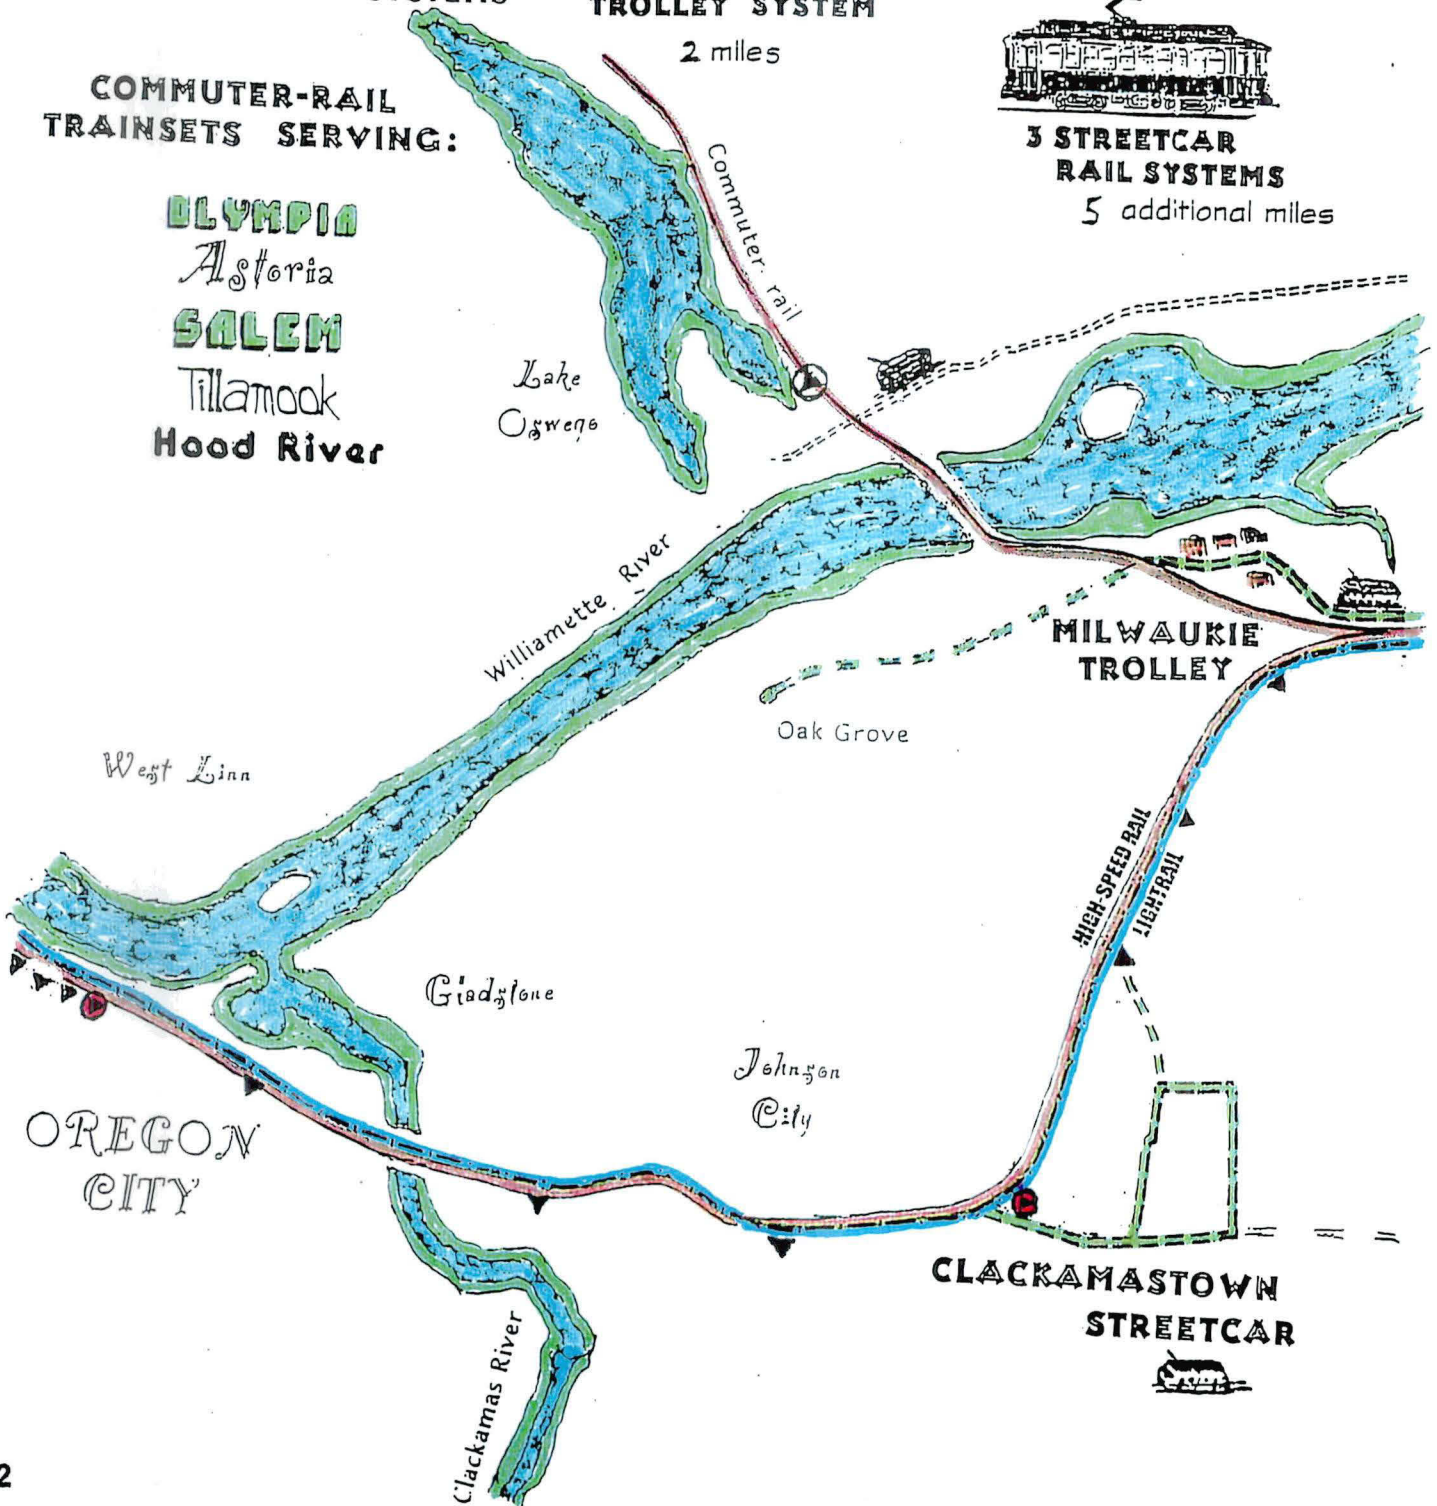 SYSTEMS
TROLLEY SYSTEM
2 miles
COMMUTER-RAIL
TRAINSETS SERVING:
OLYMPIA
Astoria
SALEM
Tillamook
Hood River
3 STREETCAR
RAIL SYSTEMS
5 additional miles
Commuter rail
Lake
Oswego
Williamette River
MILWAUKIE
TROLLEY
Oak Grove
West Linn
HIGH-SPEED RAIL
LIGHTRAIL
Gladstone
Johnson
City
OREGON
CITY
CLACKAMASTOWN
STREETCAR
Clackamas River
2